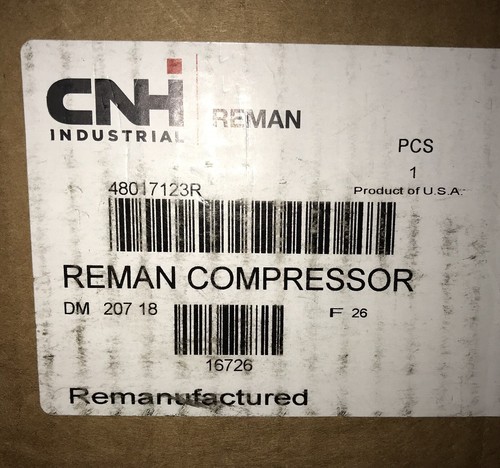 CNH
INDUSTRIAL
REMAN
PCS
1
Product of U.S.A.
48017123R
REMAN COMPRESSOR
DM 207 18
F 26
16726
Remanufactured